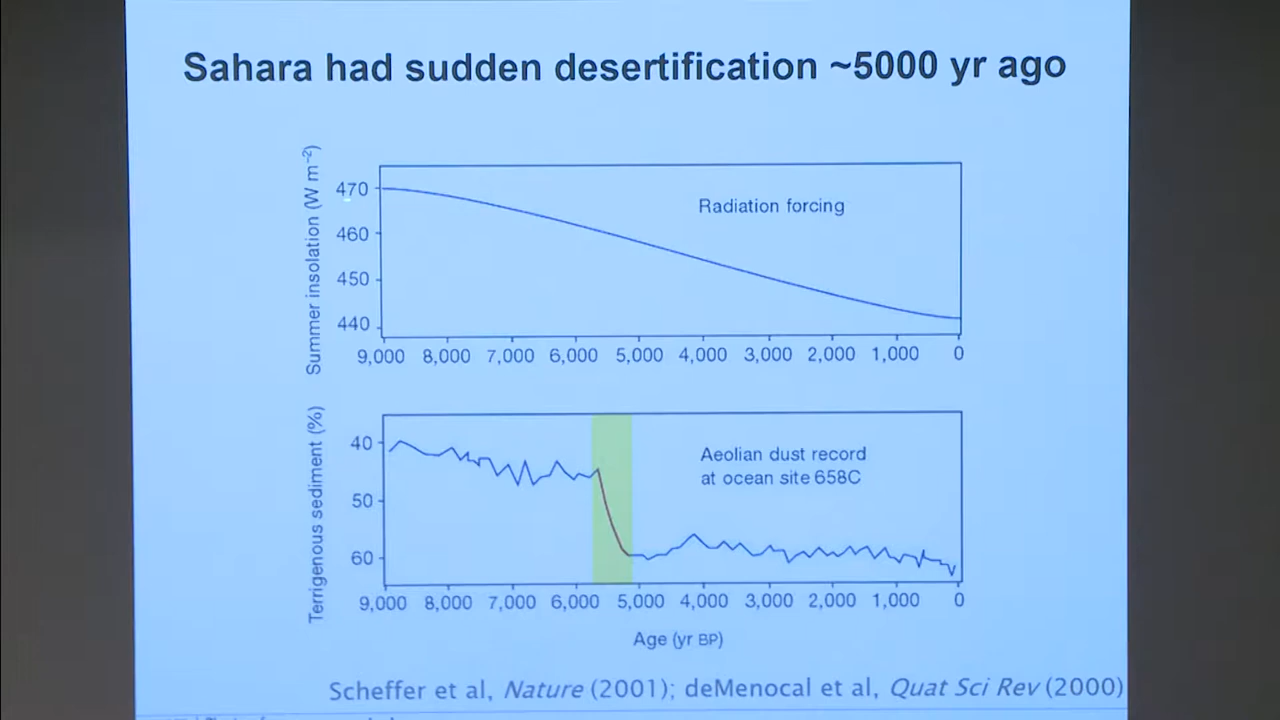 Sahara had sudden desertification ~5000 yr ago
Summer insolation (W m⁻²)
470
460
450
440
Radiation forcing
9,000 8,000 7,000 6,000 5,000 4,000 3,000 2,000 1,000 0
Terrigenous sediment (%)
40
50
60
Aeolian dust record
at ocean site 658C
9,000 8,000 7,000 6,000 5,000 4,000 3,000 2,000 1,000 0
Age (yr BP)
Scheffer et al, Nature (2001); deMenocal et al, Quat Sci Rev (2000)